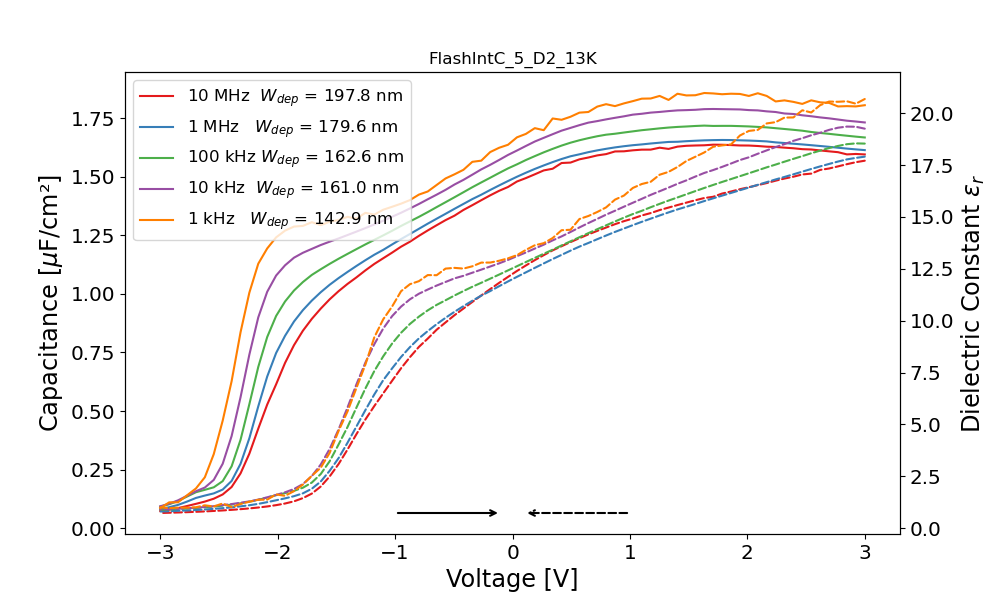 FlashIntC_5_D2_13K
10 MHz W_dep = 197.8 nm
1 MHz W_dep = 179.6 nm
100 kHz W_dep = 162.6 nm
10 kHz W_dep = 161.0 nm
1 kHz W_dep = 142.9 nm
Capacitance [μF/cm²]
1.75
1.50
1.25
1.00
0.75
0.50
0.25
0.00
20.0
17.5
15.0
12.5
10.0
7.5
5.0
2.5
0.0
Dielectric Constant ε_r
−3 −2 −1 0 1 2 3
Voltage [V]